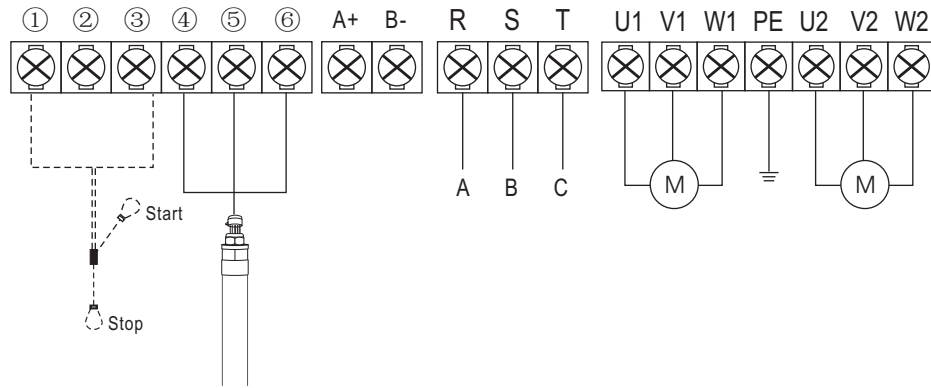 ① ② ③ ④ ⑤ ⑥ A+ B- R S T U1 V1 W1 PE U2 V2 W2
A B C M M
Start
Stop